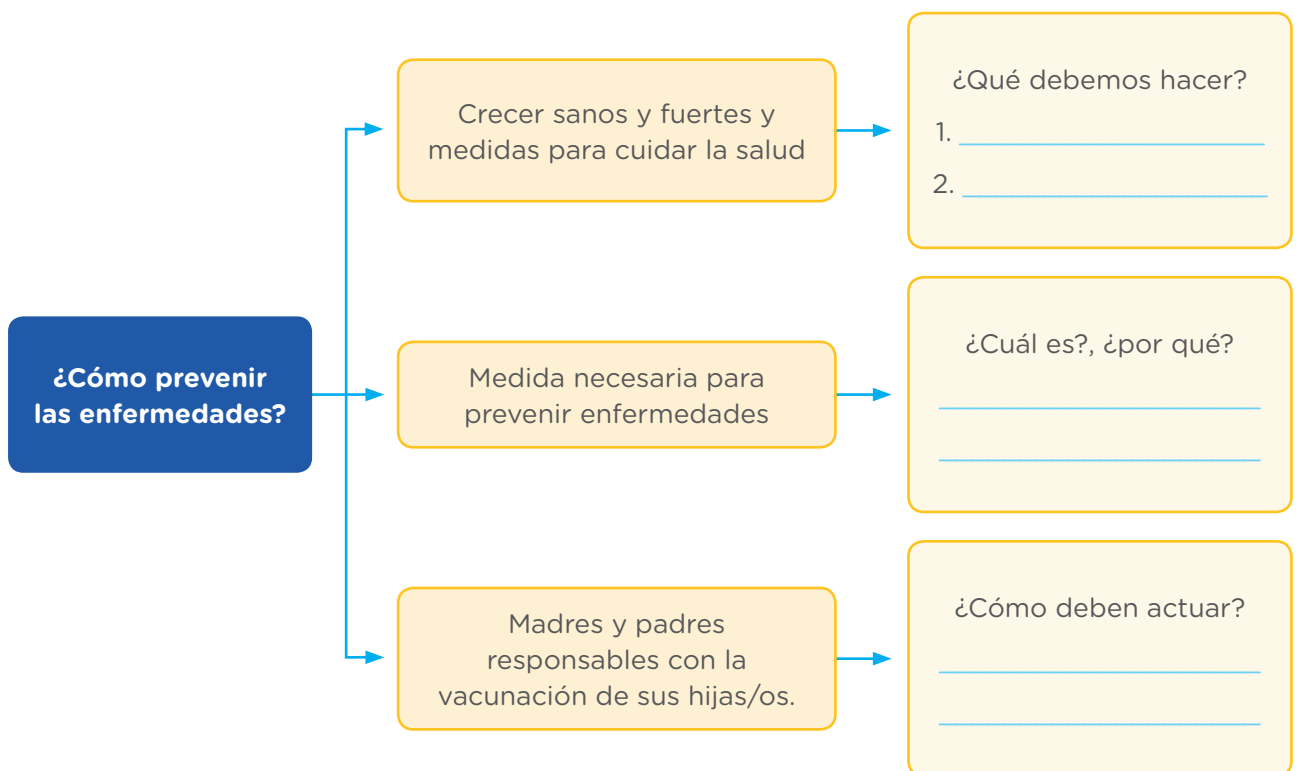 ¿Cómo prevenir
las enfermedades?
Crecer sanos y fuertes y
medidas para cuidar la salud
¿Qué debemos hacer?
1.
2.
Medida necesaria para
prevenir enfermedades
¿Cuál es?, ¿por qué?
Madres y padres
responsables con la
vacunación de sus hijas/os.
¿Cómo deben actuar?